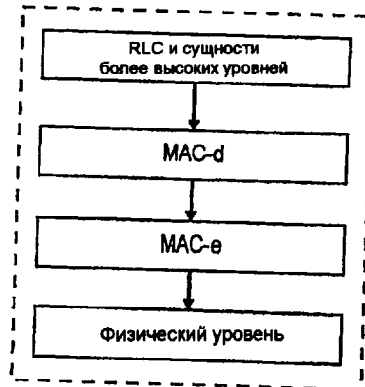 RLC и сущности
более высоких уровней
MAC-d
MAC-e
Физический уровень